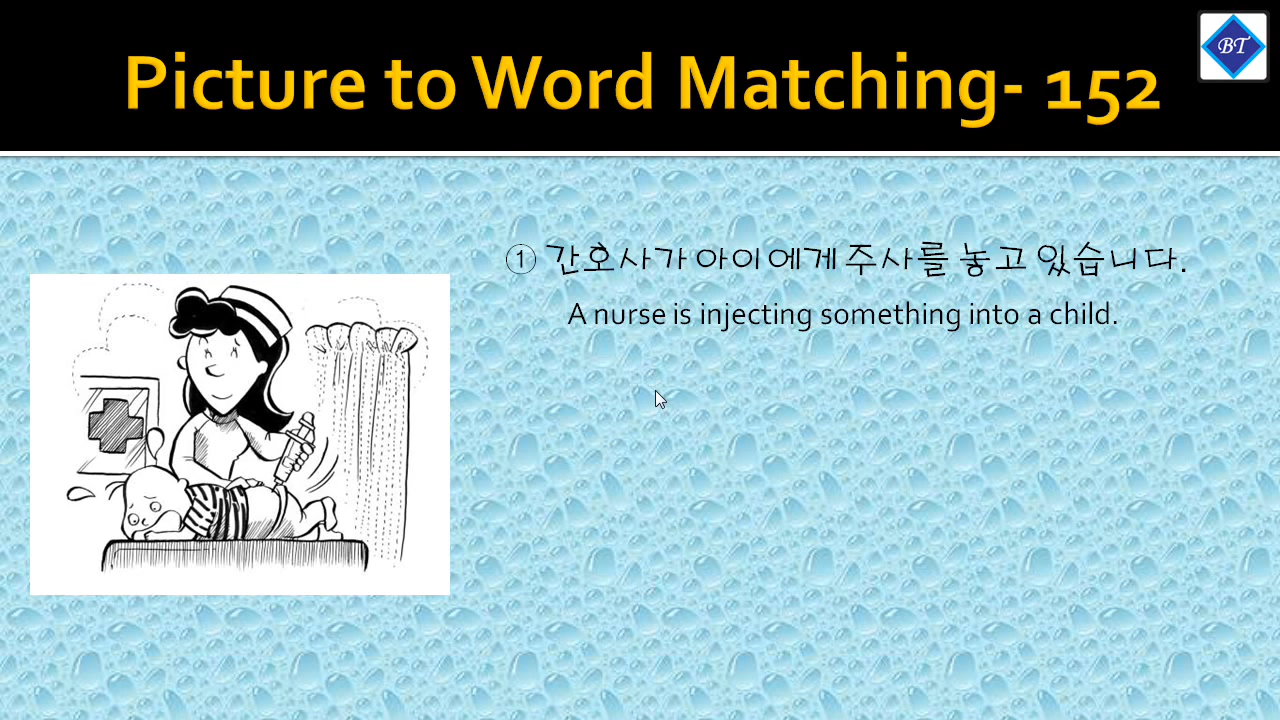 Picture to Word Matching- 152
BT
① 간호사가 아이에게 주사를 놓고 있습니다.
A nurse is injecting something into a child.